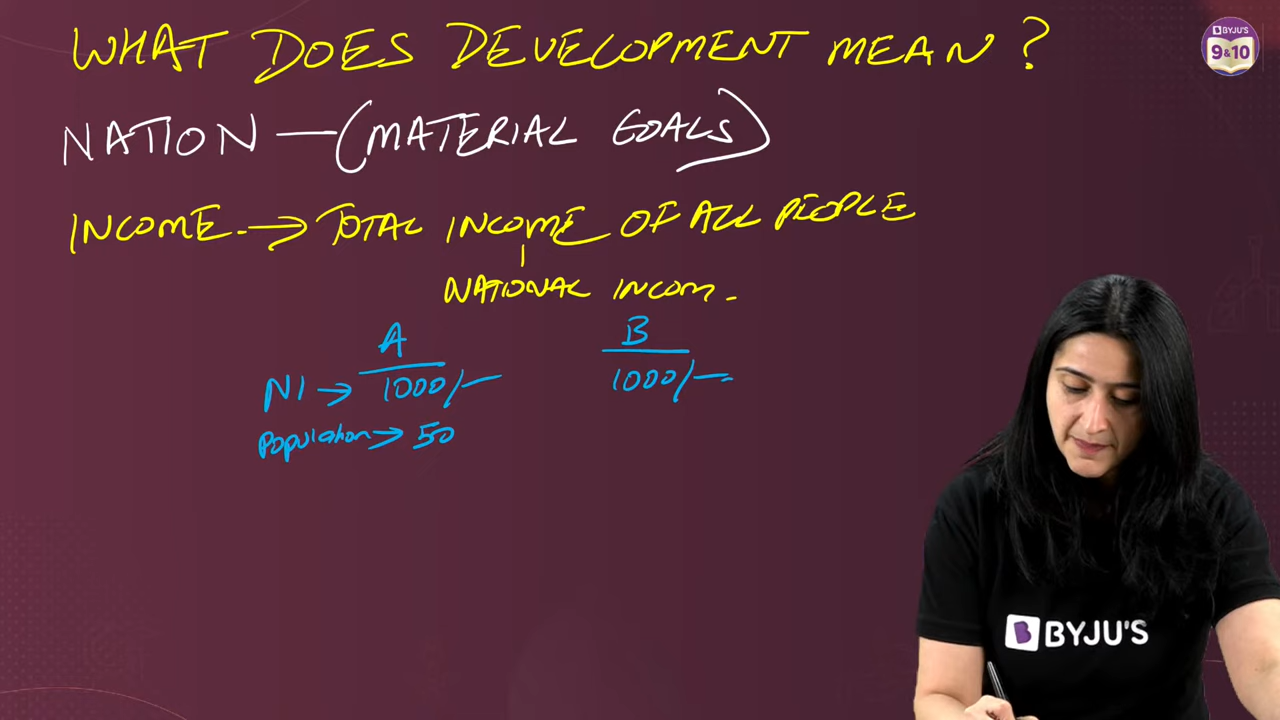 WHAT DOES DEVELOPMENT MEAN?
BYJU'S
9&10
NATION — (MATERIAL GOALS)
INCOME. → TOTAL INCOME OF ALL PEOPLE
NATIONAL INCOM.
A B
NI → 1000/- 1000/-
Population → 50
BYJU'S